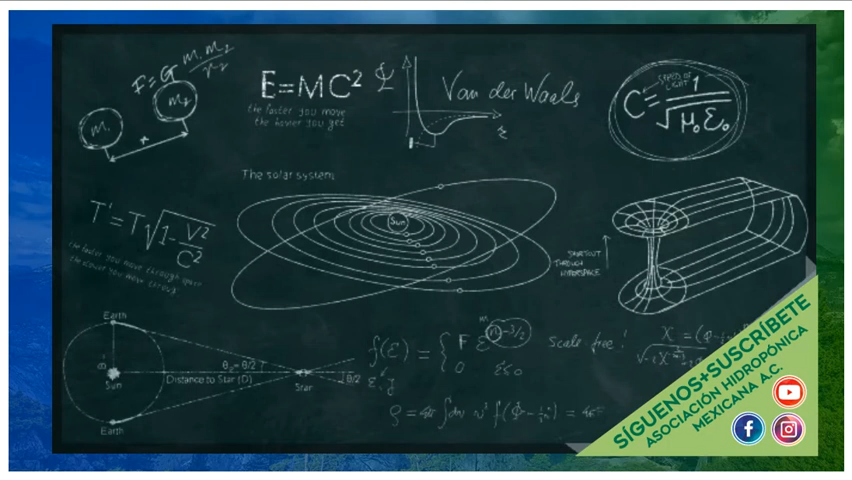 F=G m₁m₂/r²
m₁
m₂
r
E=MC²
the faster you move
the heavier you get
Van der Waals
C= 1/√μ₀ε₀
SPEED OF
LIGHT
The solar system
Sun
T'=T√1-V²/C²
the faster you move through space
the slower you move through
SHORTCUT
THROUGH
HYPERSPACE
Earth
Sun
Distance to Star (D)
Star
θ/2
Earth
f(ε) =
Scale free!
SÍGUENOS+SUSCRÍBETE
ASOCIACIÓN HIDROPÓNICA
MEXICANA A.C.